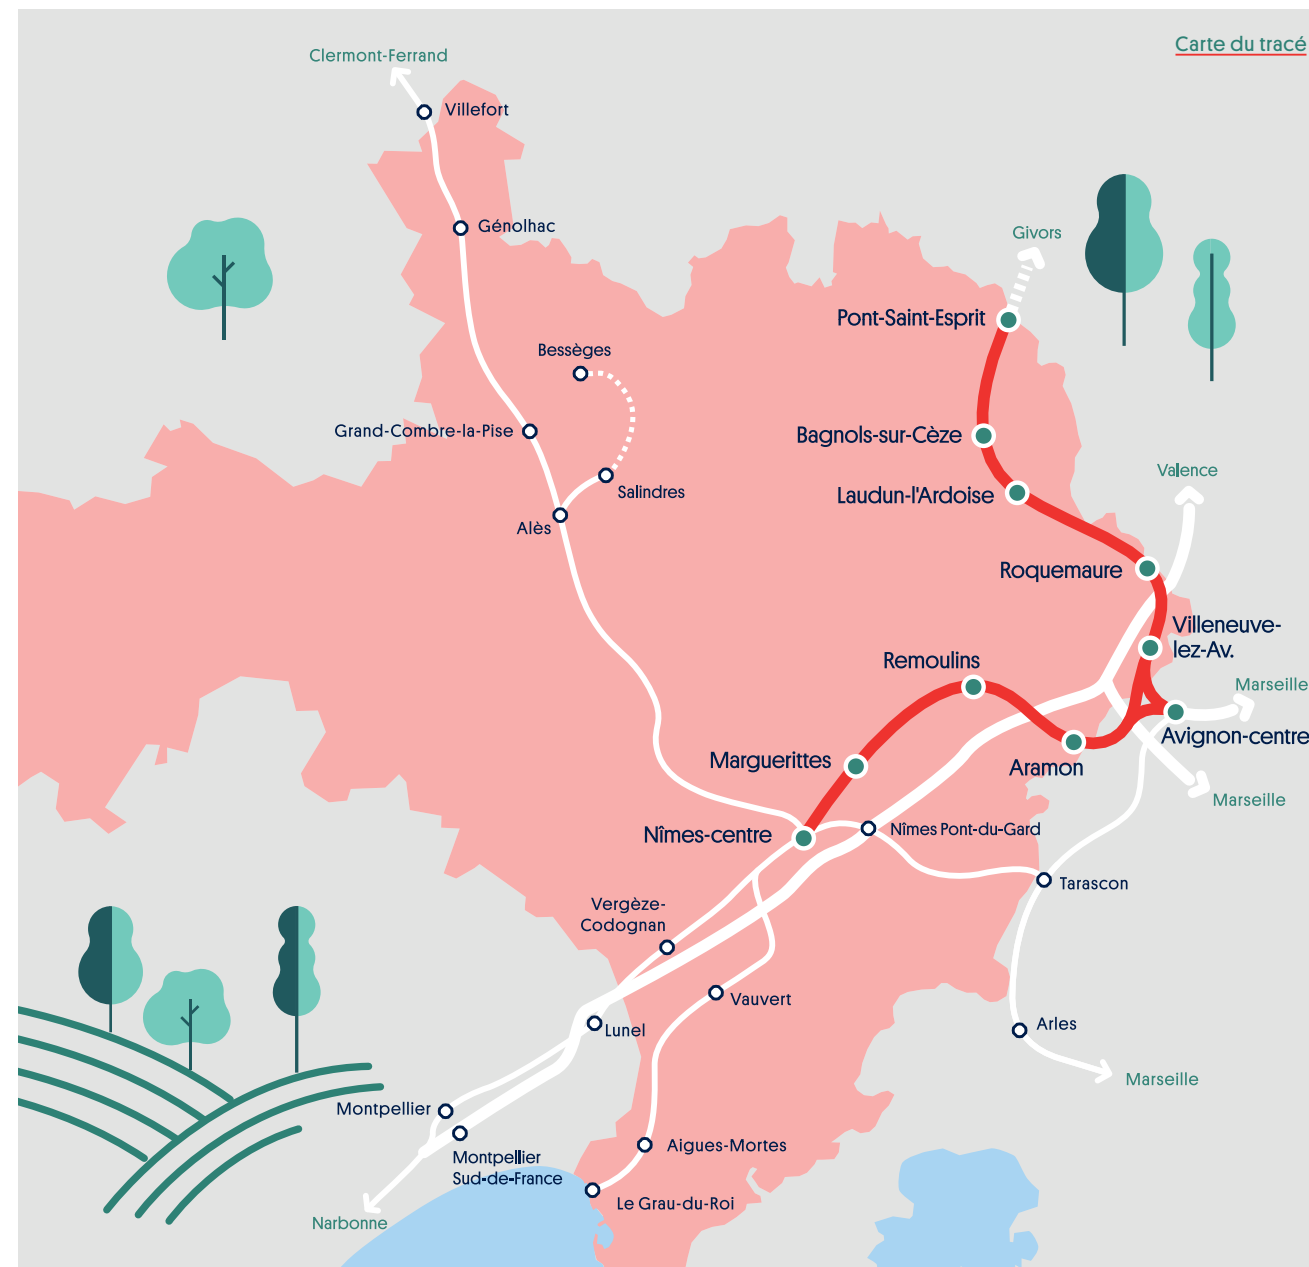 Carte du tracé
Clermont-Ferrand
Villefort
Génolhac
Givors
Pont-Saint-Esprit
Bessèges
Grand-Combre-la-Pise
Bagnols-sur-Cèze
Valence
Salindres
Laudun-l'Ardoise
Alès
Roquemaure
Villeneuve-
lez-Av.
Remoulins
Marseille
Avignon-centre
Marguerittes
Aramon
Marseille
Nîmes-centre
Nîmes Pont-du-Gard
Tarascon
Vergèze-
Codognan
Vauvert
Lunel
Arles
Marseille
Montpellier
Aigues-Mortes
Montpellier
Sud-de-France
Le Grau-du-Roi
Narbonne